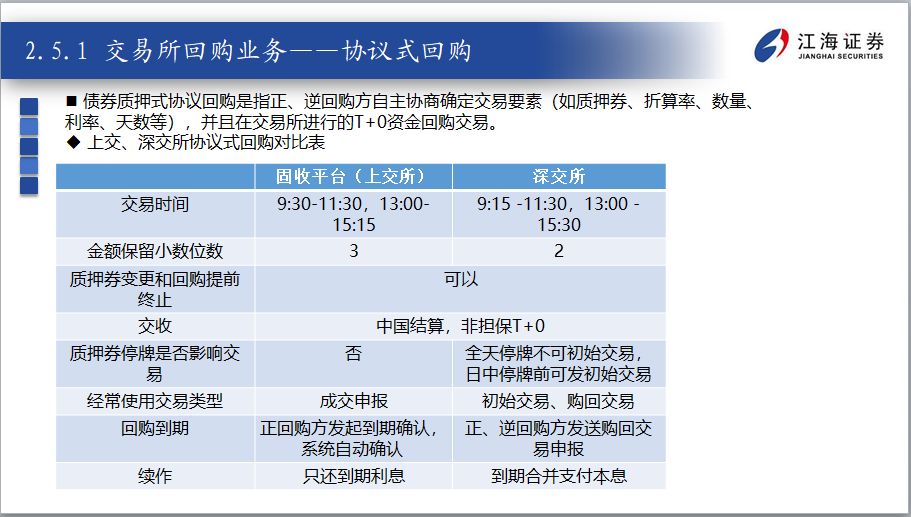 2.5.1 交易所回购业务——协议式回购
江海证券
JIANGHAI SECURITIES
■ 债券质押式协议回购是指正、逆回购方自主协商确定交易要素（如质押券、折算率、数量、
利率、天数等），并且在交易所进行的T+0资金回购交易。
◆ 上交、深交所协议式回购对比表
固收平台（上交所） 深交所
交易时间 9:30-11:30，13:00- 9:15 -11:30，13:00 -
15:15 15:30
金额保留小数位数 3 2
质押券变更和回购提前 可以
终止
交收 中国结算，非担保T+0
质押券停牌是否影响交 否 全天停牌不可初始交易，
易 日中停牌前可发初始交易
经常使用交易类型 成交申报 初始交易、购回交易
回购到期 正回购方发起到期确认， 正、逆回购方发送购回交
系统自动确认 易申报
续作 只还到期利息 到期合并支付本息